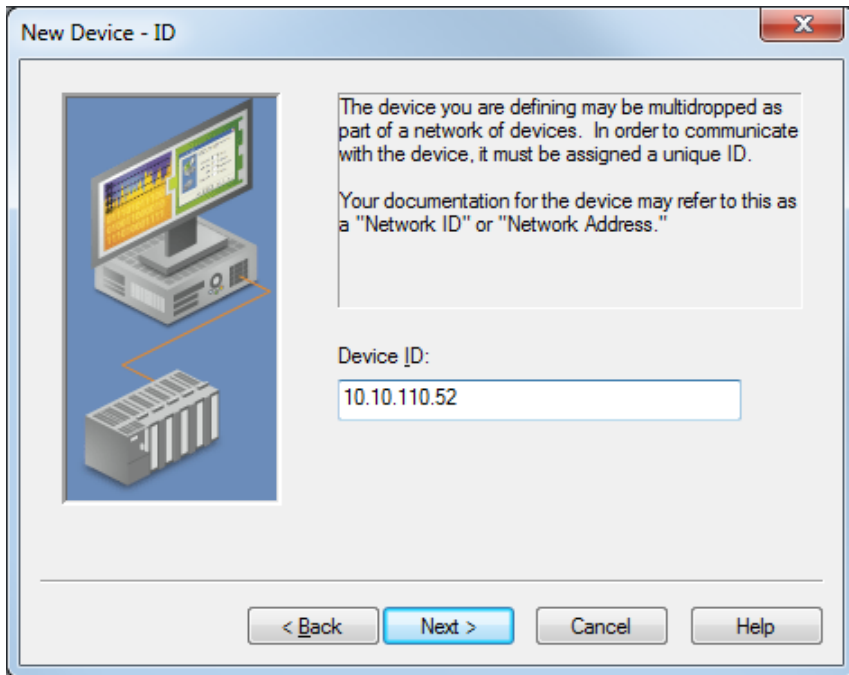 New Device - ID
The device you are defining may be multidropped as
part of a network of devices.  In order to communicate
with the device, it must be assigned a unique ID.
Your documentation for the device may refer to this as
a "Network ID" or "Network Address."
Device ID:
10.10.110.52
< Back
Next >
Cancel
Help